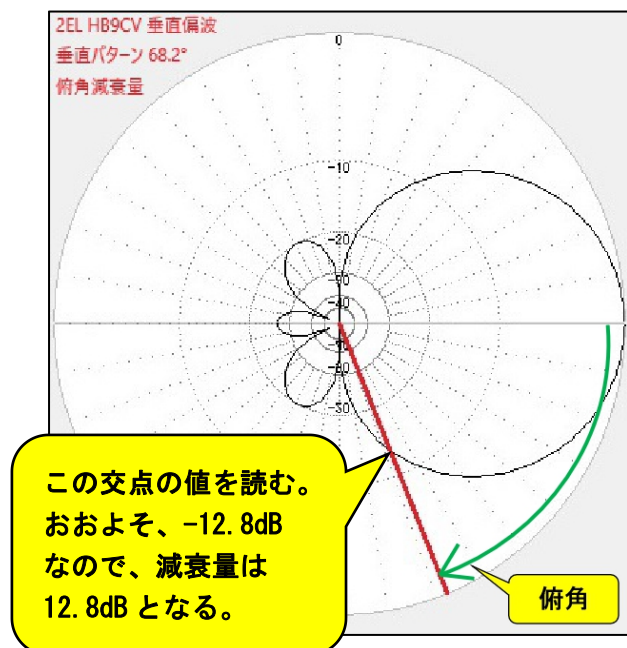 2EL HB9CV 垂直偏波
垂直パターン 68.2°
俯角減衰量
0
-10
-20
-30
-40
-30
この交点の値を読む。
おおよそ、-12.8dB
なので、減衰量は
12.8dB となる。
俯角